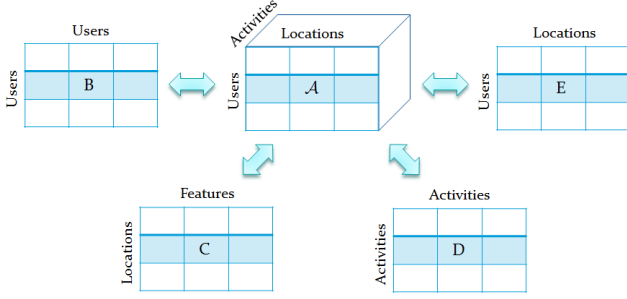 Users
Users
B
Activities
Locations
Users
𝒜
Locations
Users
E
Features
Locations
C
Activities
Activities
D